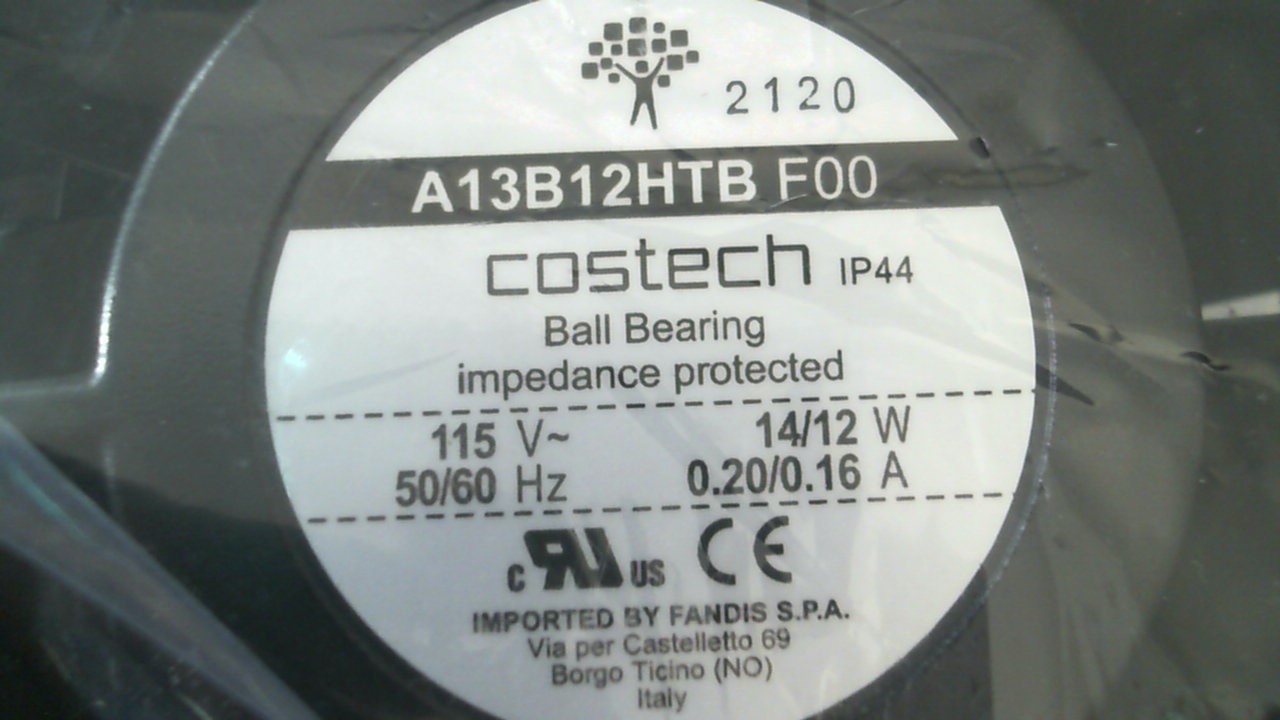 2120
A13B12HTB F00
costech IP44
Ball Bearing
impedance protected
115 V~ 14/12 W
50/60 Hz 0.20/0.16 A
c RU US CE
IMPORTED BY FANDIS S.P.A.
Via per Castelletto 69
Borgo Ticino (NO)
Italy